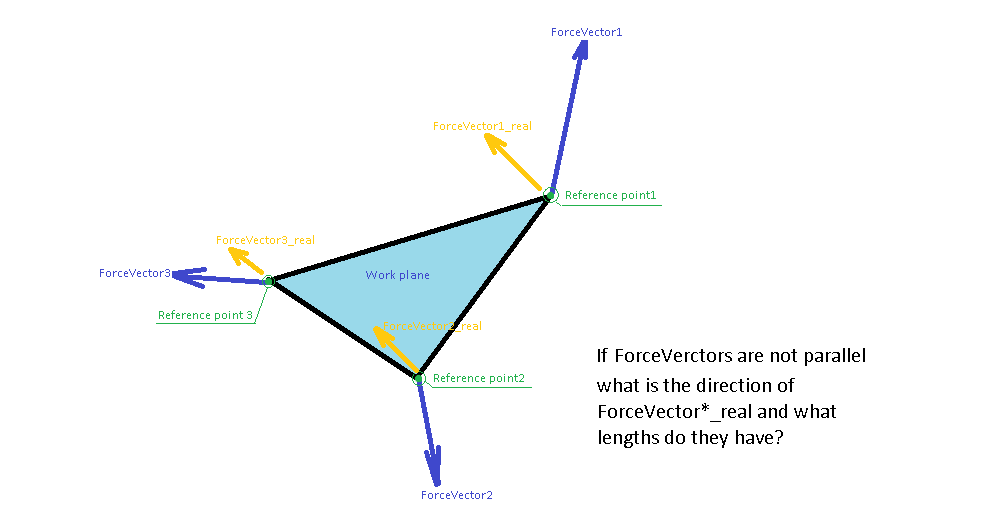 ForceVector1
ForceVector1_real
Reference point1
ForceVector3_real
ForceVector3
Work plane
Reference point 3
ForceVector2_real
Reference point2
If ForceVerctors are not parallel
what is the direction of
ForceVector*_real and what
lengths do they have?
ForceVector2